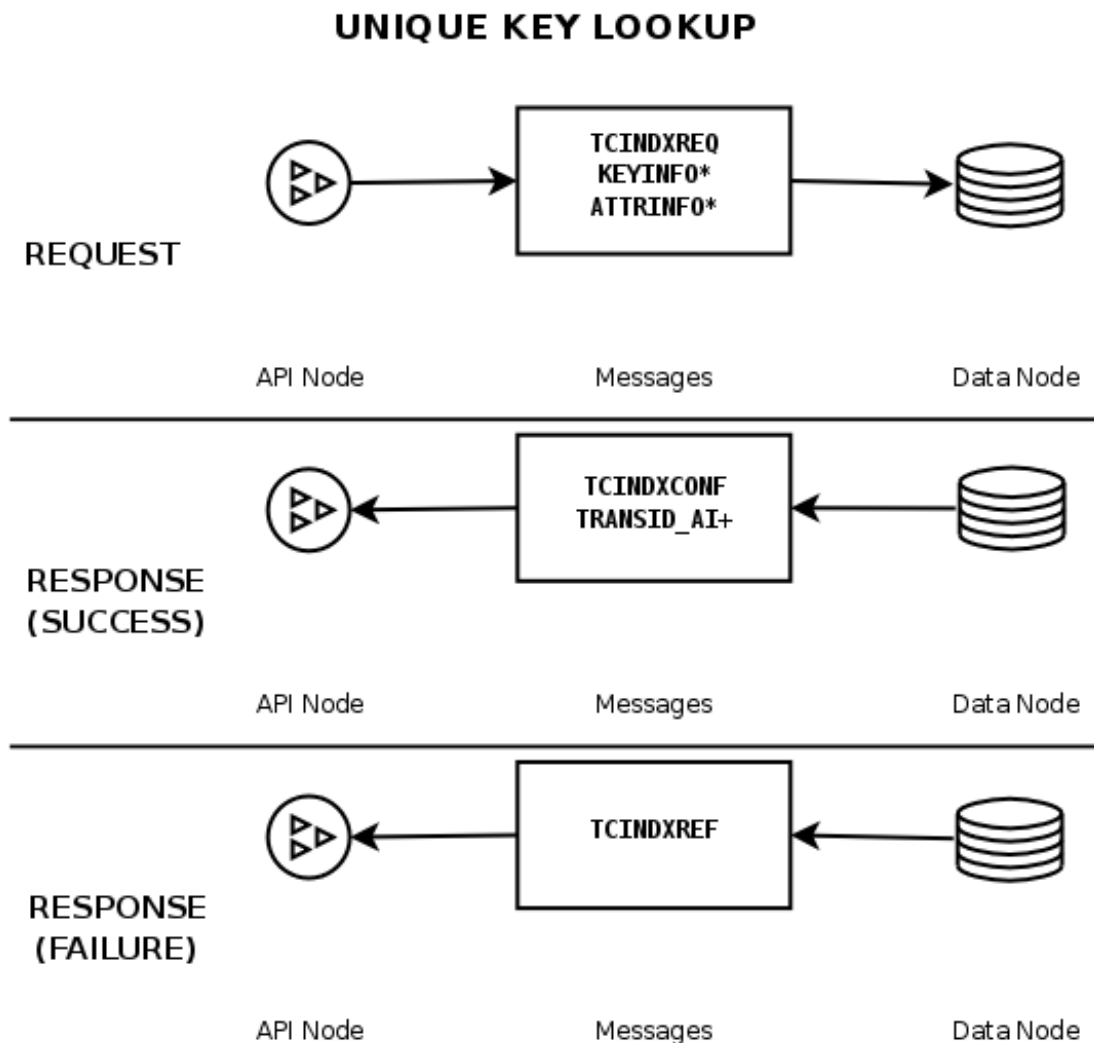 UNIQUE KEY LOOKUP
TCINDXREQ
KEYINFO*
ATTRINFO*
REQUEST
API Node
Messages
Data Node
TCINDXCONF
TRANSID_AI+
RESPONSE
(SUCCESS)
API Node
Messages
Data Node
TCINDXREF
RESPONSE
(FAILURE)
API Node
Messages
Data Node